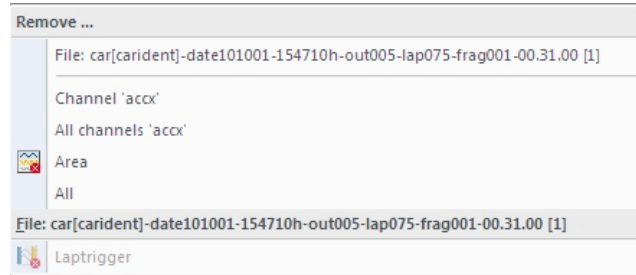 Remove ...
File: car[carident]-date101001-154710h-out005-lap075-frag001-00.31.00 [1]
Channel 'accx'
All channels 'accx'
Area
All
File: car[carident]-date101001-154710h-out005-lap075-frag001-00.31.00 [1]
Laptrigger